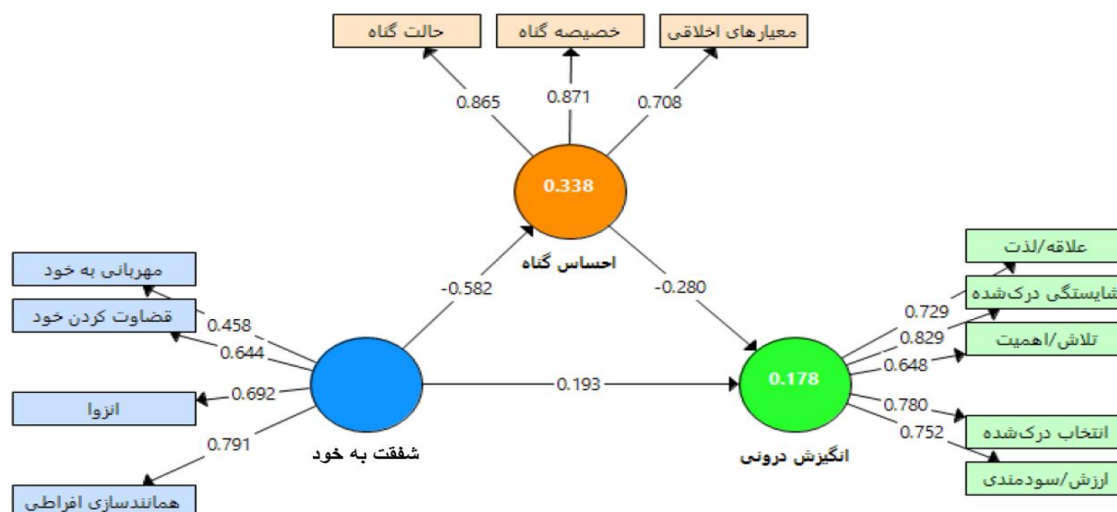 معیارهای اخلاقی
خصیصه گناه
حالت گناه
0.865
0.871
0.708
0.338
احساس گناه
علاقه/لذت
شایستگی درک‌شده
تلاش/اهمیت
انتخاب درک‌شده
ارزش/سودمندی
0.729
0.829
0.648
0.780
0.752
-0.582
-0.280
0.193
0.178
انگیزش درونی
مهربانی به خود
قضاوت کردن خود
انزوا
همانندسازی افراطی
0.458
0.644
0.692
0.791
شفقت به خود